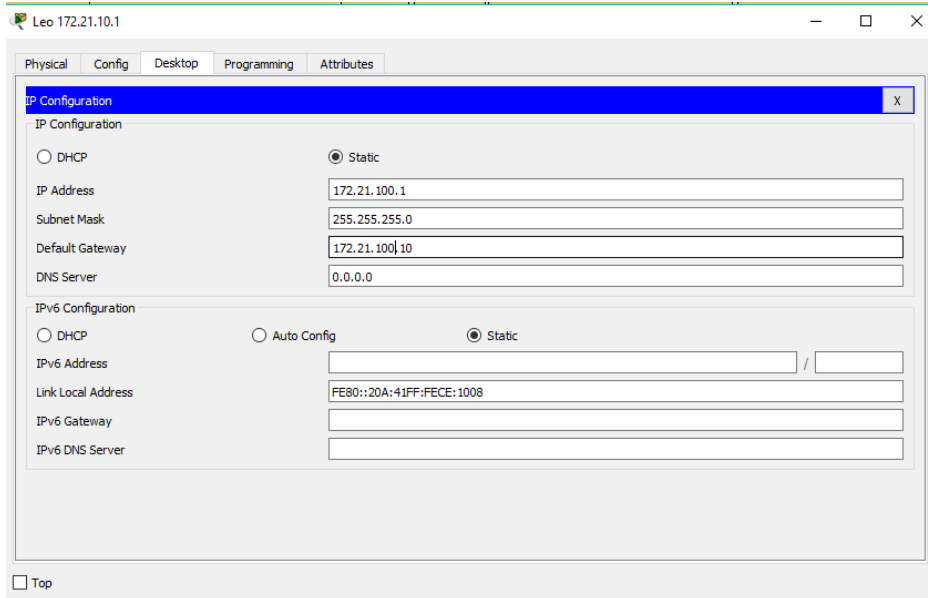 Leo 172.21.10.1
Physical Config Desktop Programming Attributes
IP Configuration X
IP Configuration
DHCP Static
IP Address 172.21.100.1
Subnet Mask 255.255.255.0
Default Gateway 172.21.100.10
DNS Server 0.0.0.0
IPv6 Configuration
DHCP Auto Config Static
IPv6 Address /
Link Local Address FE80::20A:41FF:FECE:1008
IPv6 Gateway
IPv6 DNS Server
Top